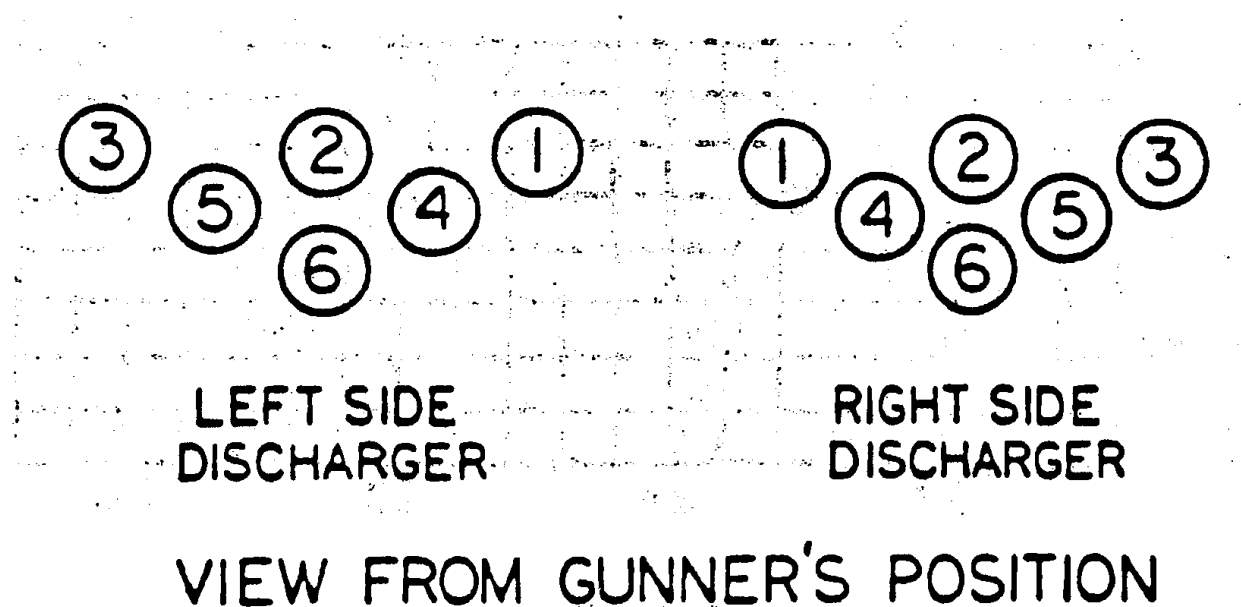 3 2 1 1 2 3
5 4 4 5
6 6
LEFT SIDE RIGHT SIDE
DISCHARGER DISCHARGER
VIEW FROM GUNNER'S POSITION